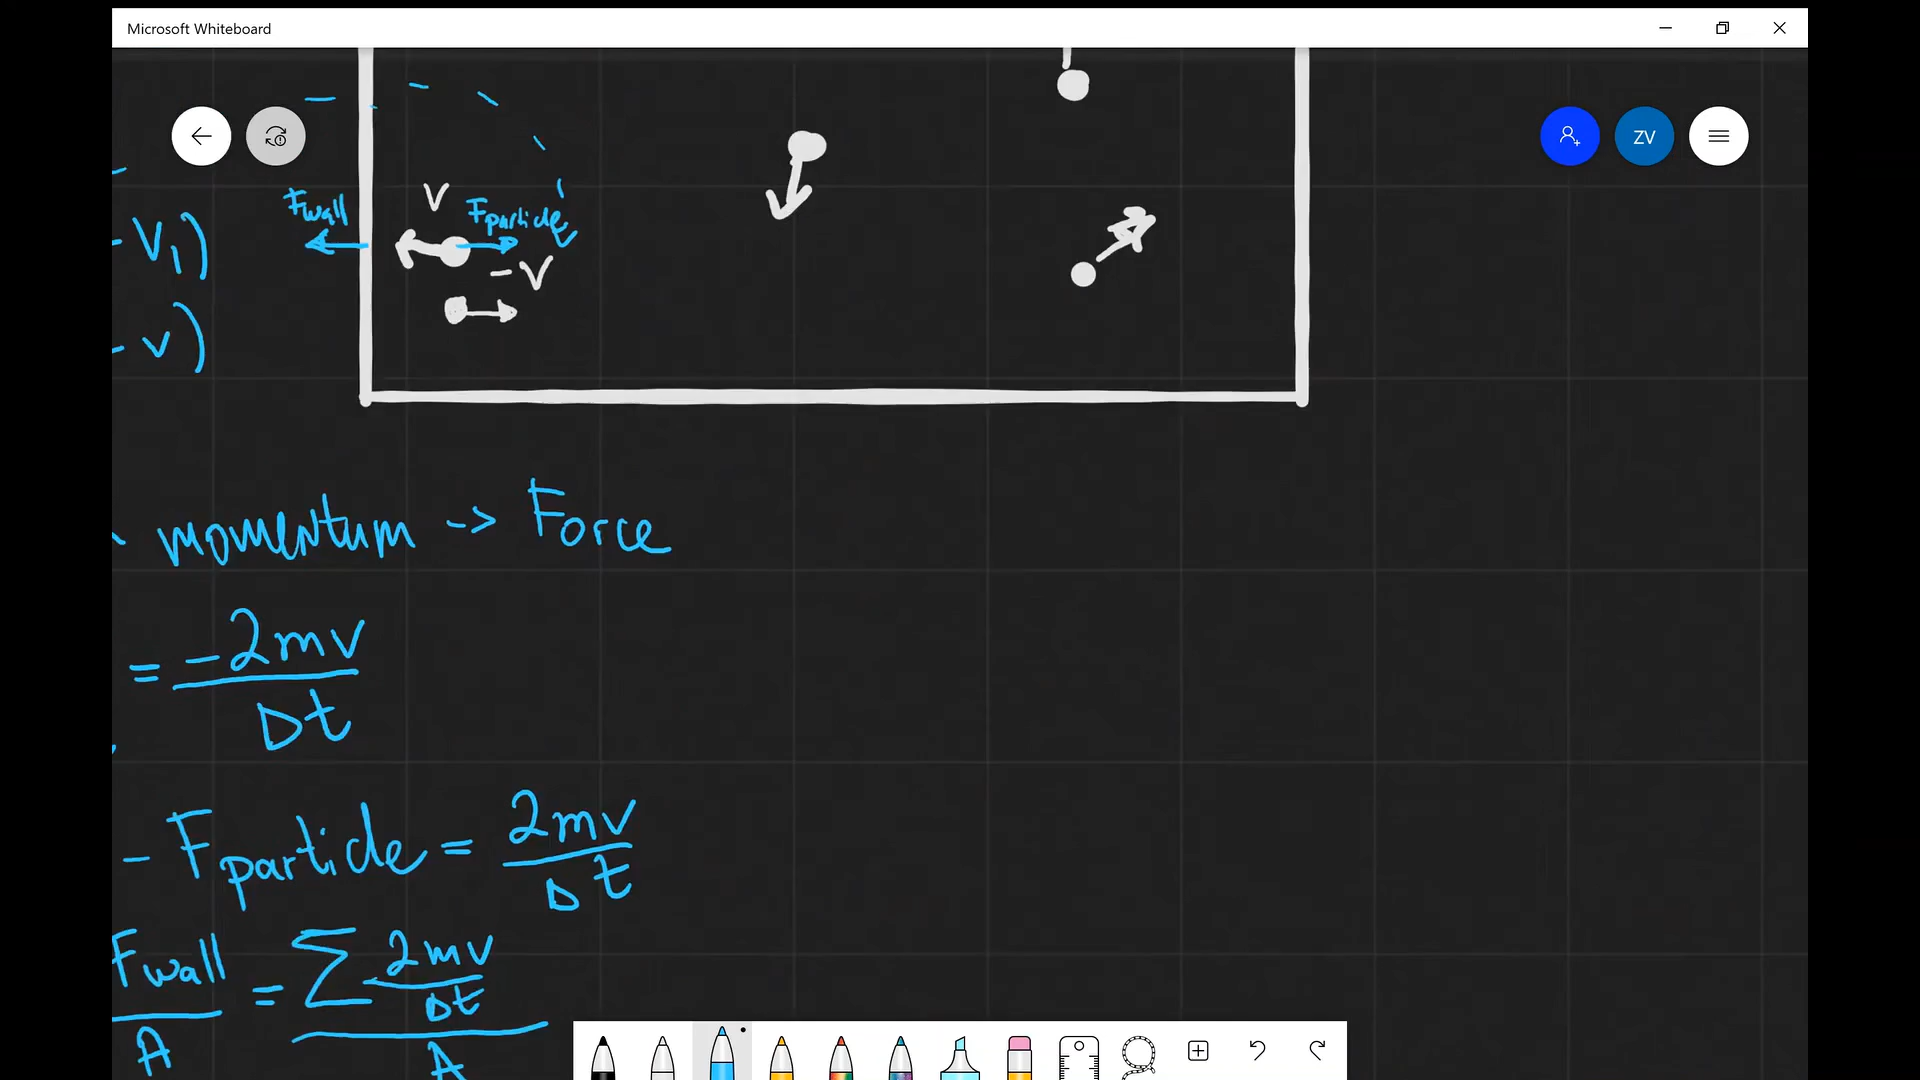 Microsoft Whiteboard
ZV
V
Fwall
Fparticle
- V₁)
-V
- v)
momentum -> Force
= -2mv / Δt
- Fparticle = 2mv / Δt
Fwall / A = Σ 2mv / Δt / A